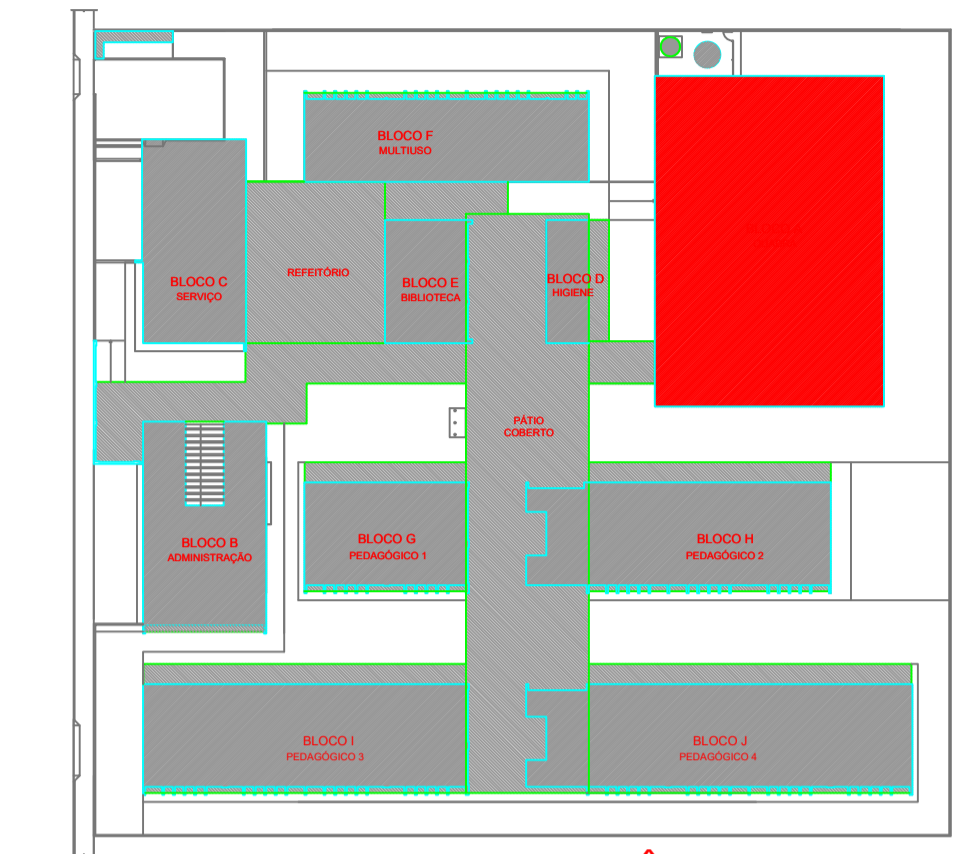 BLOCO F
MULTIUSO
BLOCO C
SERVIÇO
REFEITÓRIO
BLOCO E
BIBLIOTECA
BLOCO D
HIGIENE
PÁTIO
COBERTO
BLOCO B
ADMINISTRAÇÃO
BLOCO G
PEDAGÓGICO 1
BLOCO H
PEDAGÓGICO 2
BLOCO I
PEDAGÓGICO 3
BLOCO J
PEDAGÓGICO 4